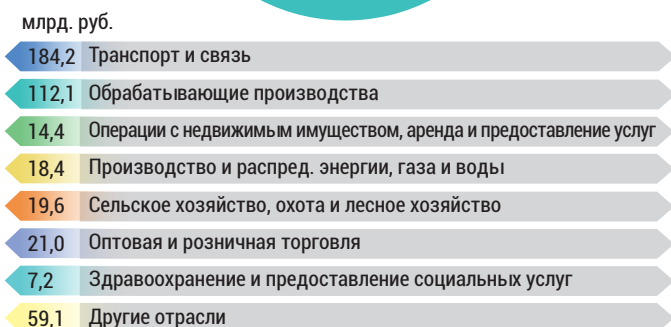 млрд. руб.
184,2 Транспорт и связь
112,1 Обрабатывающие производства
14,4 Операции с недвижимым имуществом, аренда и предоставление услуг
18,4 Производство и распред. энергии, газа и воды
19,6 Сельское хозяйство, охота и лесное хозяйство
21,0 Оптовая и розничная торговля
7,2 Здравоохранение и предоставление социальных услуг
59,1 Другие отрасли